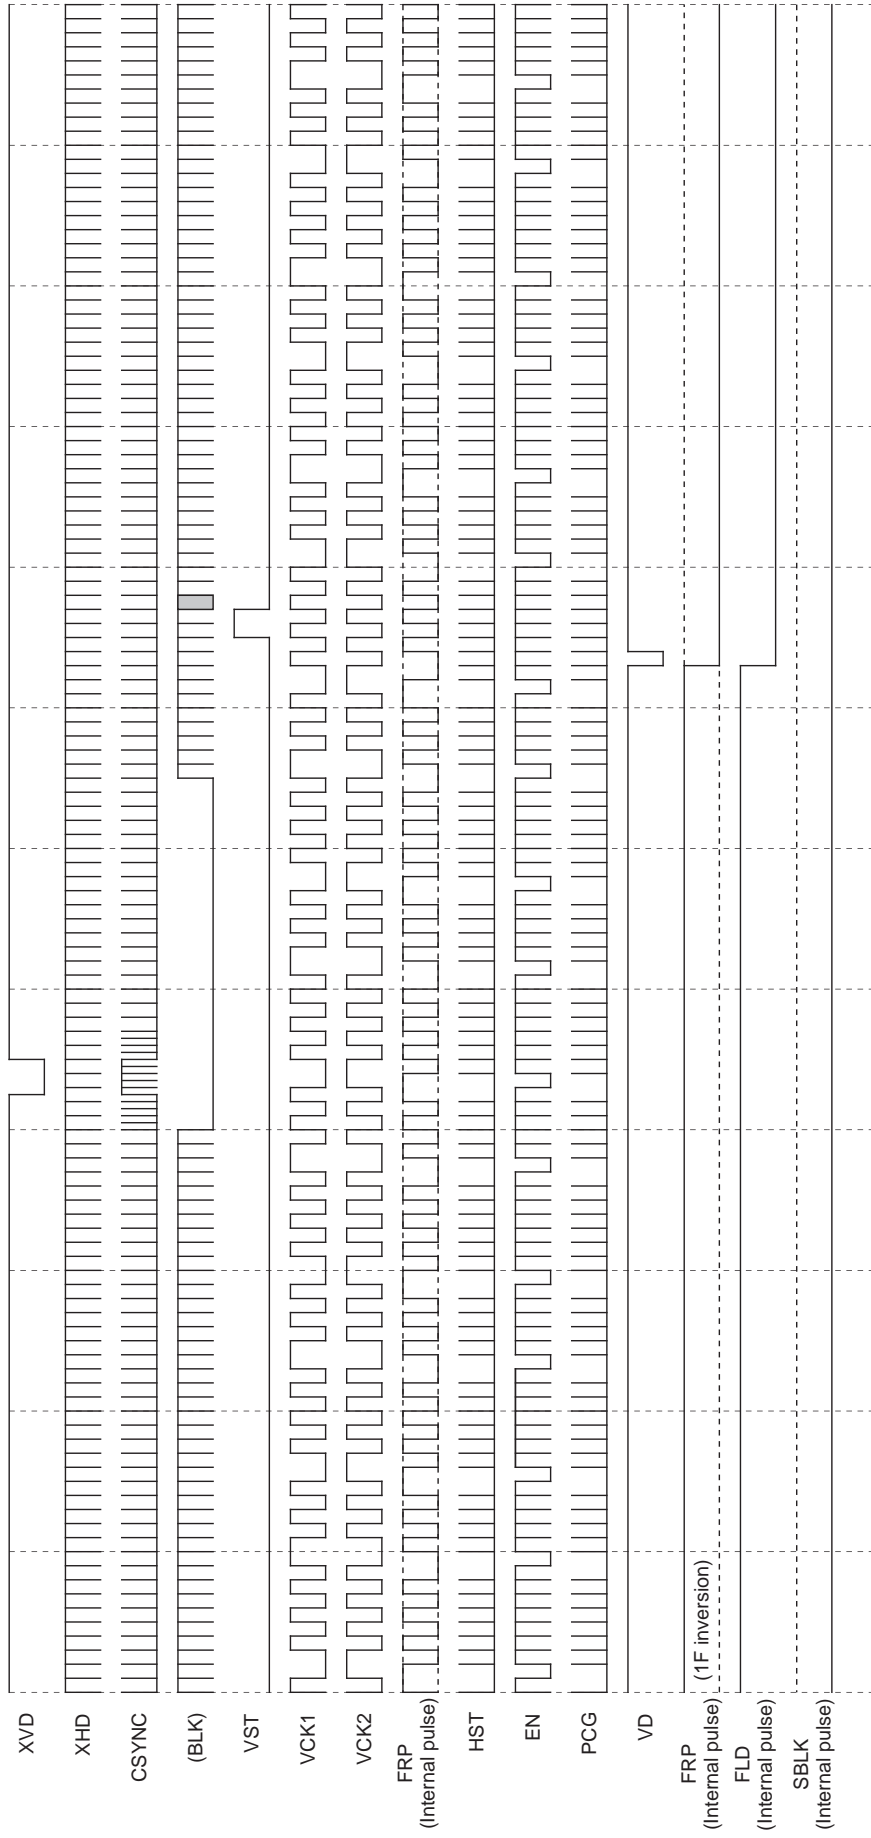 XVD
XHD
CSYNC
(BLK)
VST
VCK1
VCK2
FRP
(Internal pulse)
HST
EN
PCG
VD
(1F inversion)
FRP
(Internal pulse)
FLD
(Internal pulse)
SBLK
(Internal pulse)